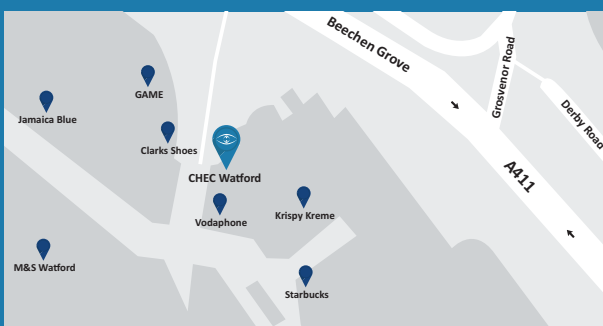 Beechen Grove
Grosvenor Road
GAME
Jamaica Blue
Derby Road
Clarks Shoes
CHEC Watford
A411
Vodaphone
Krispy Kreme
M&S Watford
Starbucks